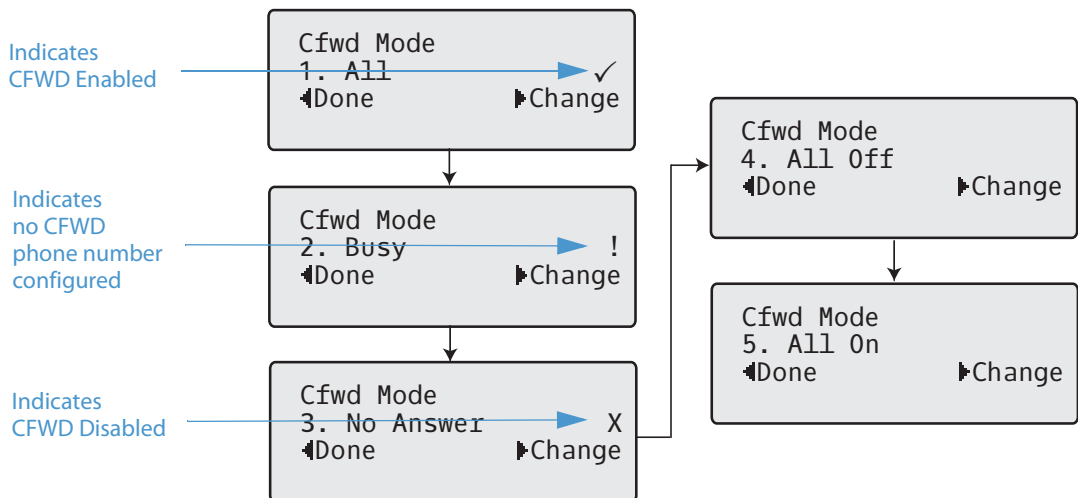 Indicates
CFWD Enabled
Cfwd Mode
1. All ✓
◀Done ▶Change
Indicates
no CFWD
phone number
configured
Cfwd Mode
2. Busy !
◀Done ▶Change
Indicates
CFWD Disabled
Cfwd Mode
3. No Answer X
◀Done ▶Change
Cfwd Mode
4. All Off
◀Done ▶Change
Cfwd Mode
5. All On
◀Done ▶Change